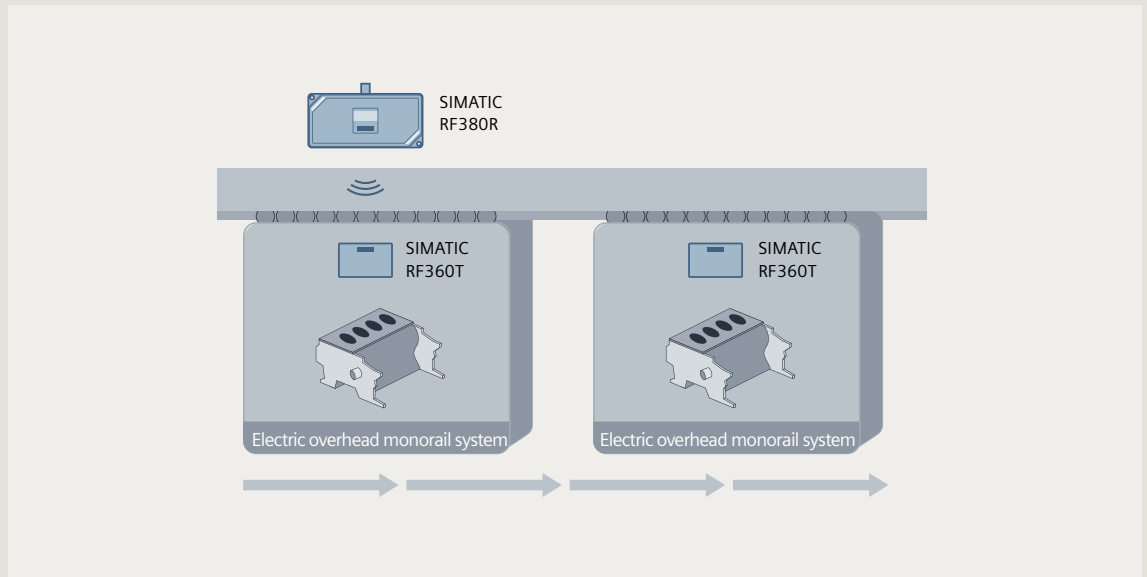 SIMATIC
RF380R
SIMATIC
RF360T
SIMATIC
RF360T
Electric overhead monorail system
Electric overhead monorail system